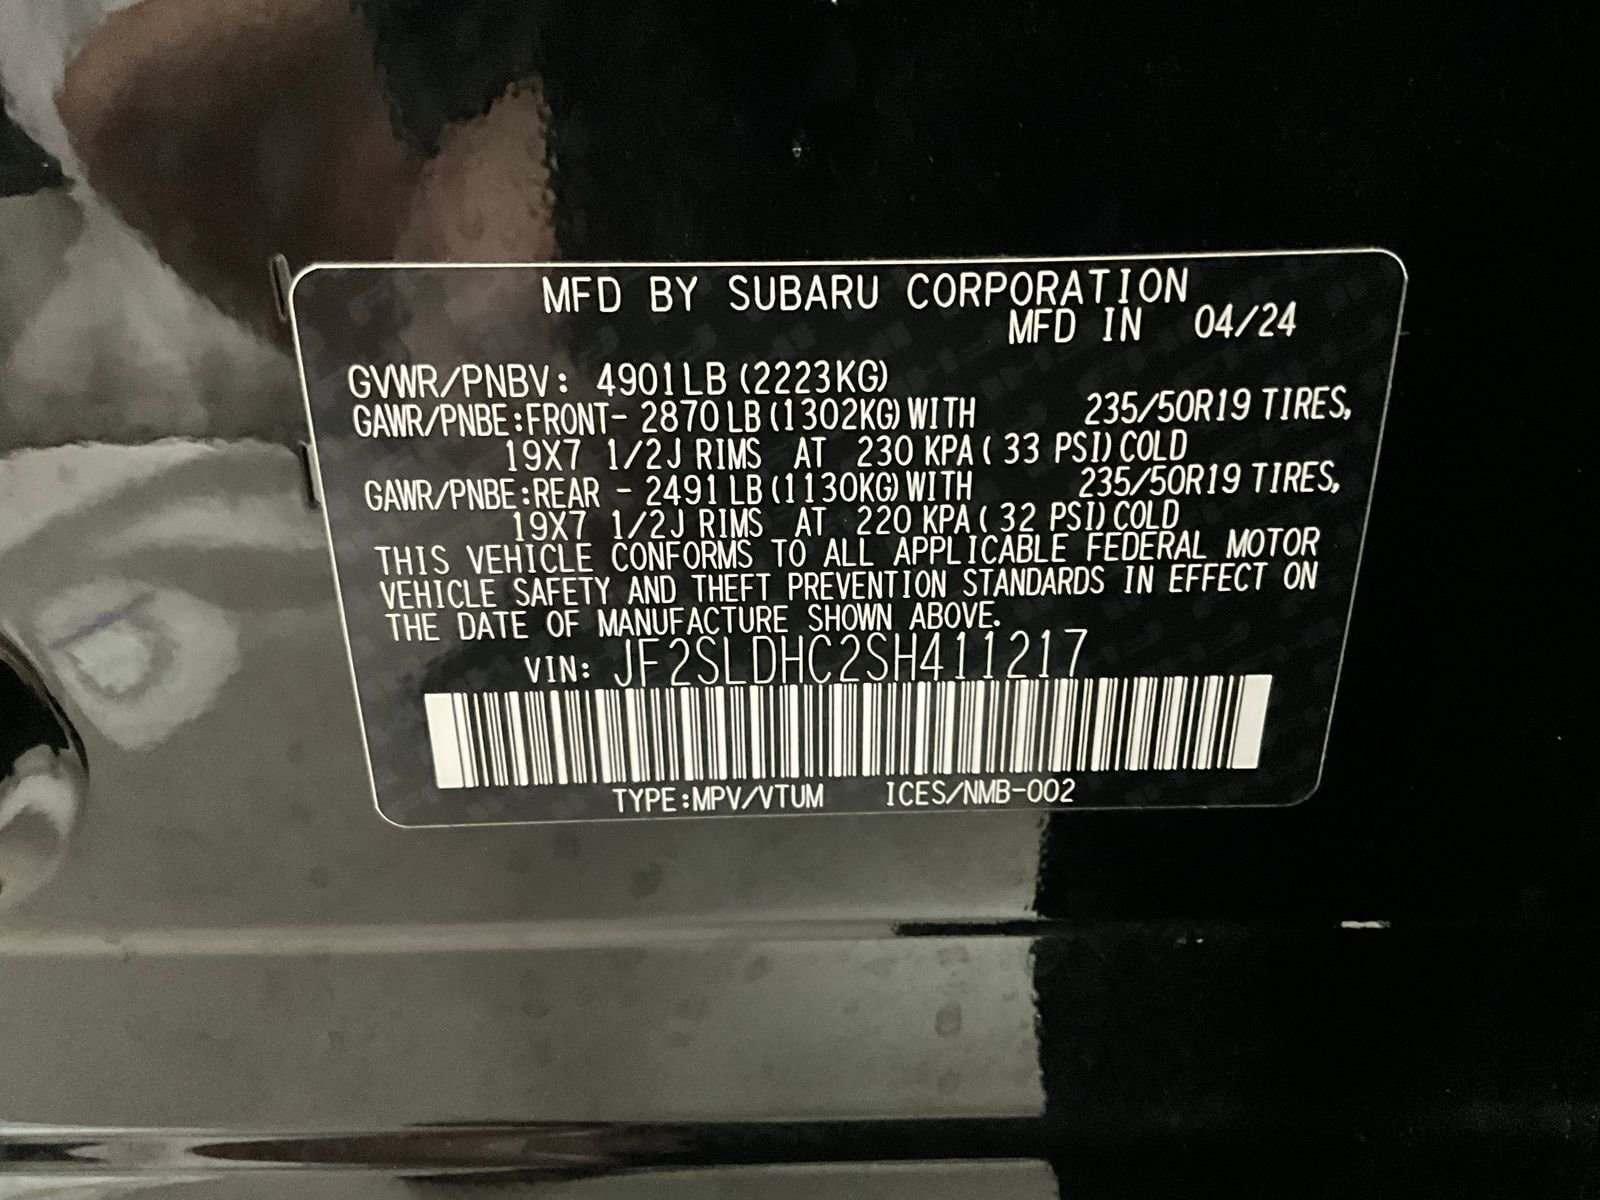 MFD BY SUBARU CORPORATION
MFD IN 04/24
GVWR/PNBV: 4901LB (2223KG)
GAWR/PNBE:FRONT- 2870LB (1302KG) WITH 235/50R19 TIRES,
19X7 1/2J RIMS AT 230 KPA ( 33 PSI) COLD
GAWR/PNBE:REAR - 2491LB (1130KG) WITH 235/50R19 TIRES,
19X7 1/2J RIMS AT 220 KPA ( 32 PSI) COLD
THIS VEHICLE CONFORMS TO ALL APPLICABLE FEDERAL MOTOR
VEHICLE SAFETY AND THEFT PREVENTION STANDARDS IN EFFECT ON
THE DATE OF MANUFACTURE SHOWN ABOVE.
VIN: JF2SLDHC2SH411217
TYPE:MPV/VTUM ICES/NMB-002